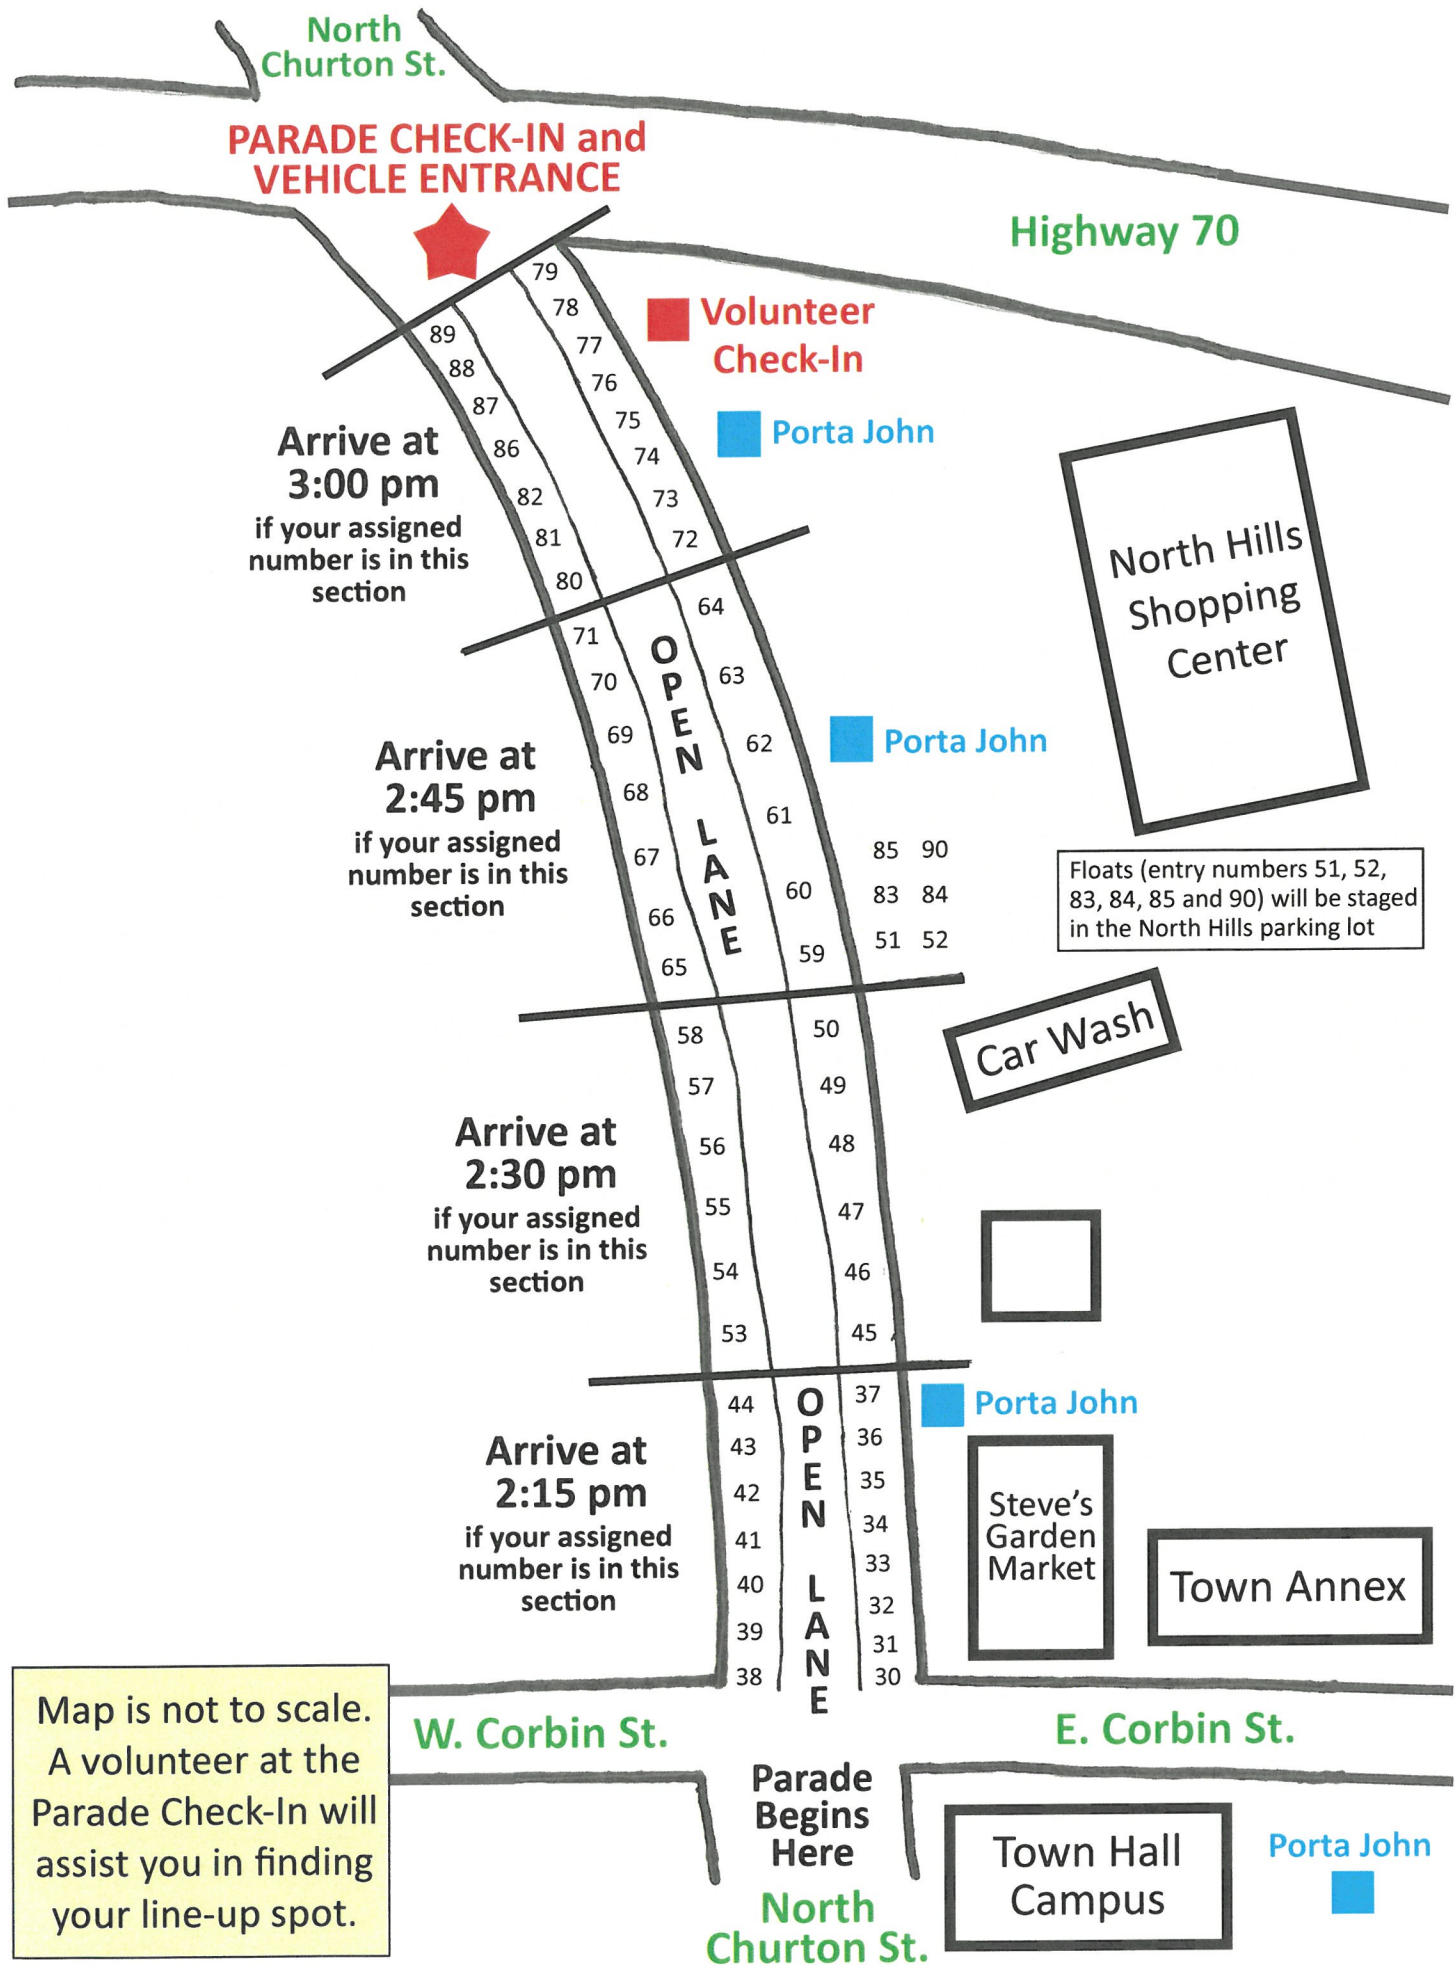 North
Churton St.
PARADE CHECK-IN and
VEHICLE ENTRANCE
Highway 70
79
78
77
76
75
74
73
72
89
88
87
86
82
81
80
Volunteer
Check-In
Porta John
Arrive at
3:00 pm
if your assigned
number is in this
section
North Hills
Shopping
Center
64
63
62
61
60
59
71
70
69
68
67
66
65
OPEN LANE
Porta John
Arrive at
2:45 pm
if your assigned
number is in this
section
85 90
83 84
51 52
Floats (entry numbers 51, 52,
83, 84, 85 and 90) will be staged
in the North Hills parking lot
Car Wash
58
57
56
55
54
53
50
49
48
47
46
45
Arrive at
2:30 pm
if your assigned
number is in this
section
44
43
42
41
40
39
38
OPEN LANE
37
36
35
34
33
32
31
30
Porta John
Arrive at
2:15 pm
if your assigned
number is in this
section
Steve's
Garden
Market
Town Annex
Map is not to scale.
A volunteer at the
Parade Check-In will
assist you in finding
your line-up spot.
W. Corbin St.
E. Corbin St.
Parade
Begins
Here
North
Churton St.
Town Hall
Campus
Porta John